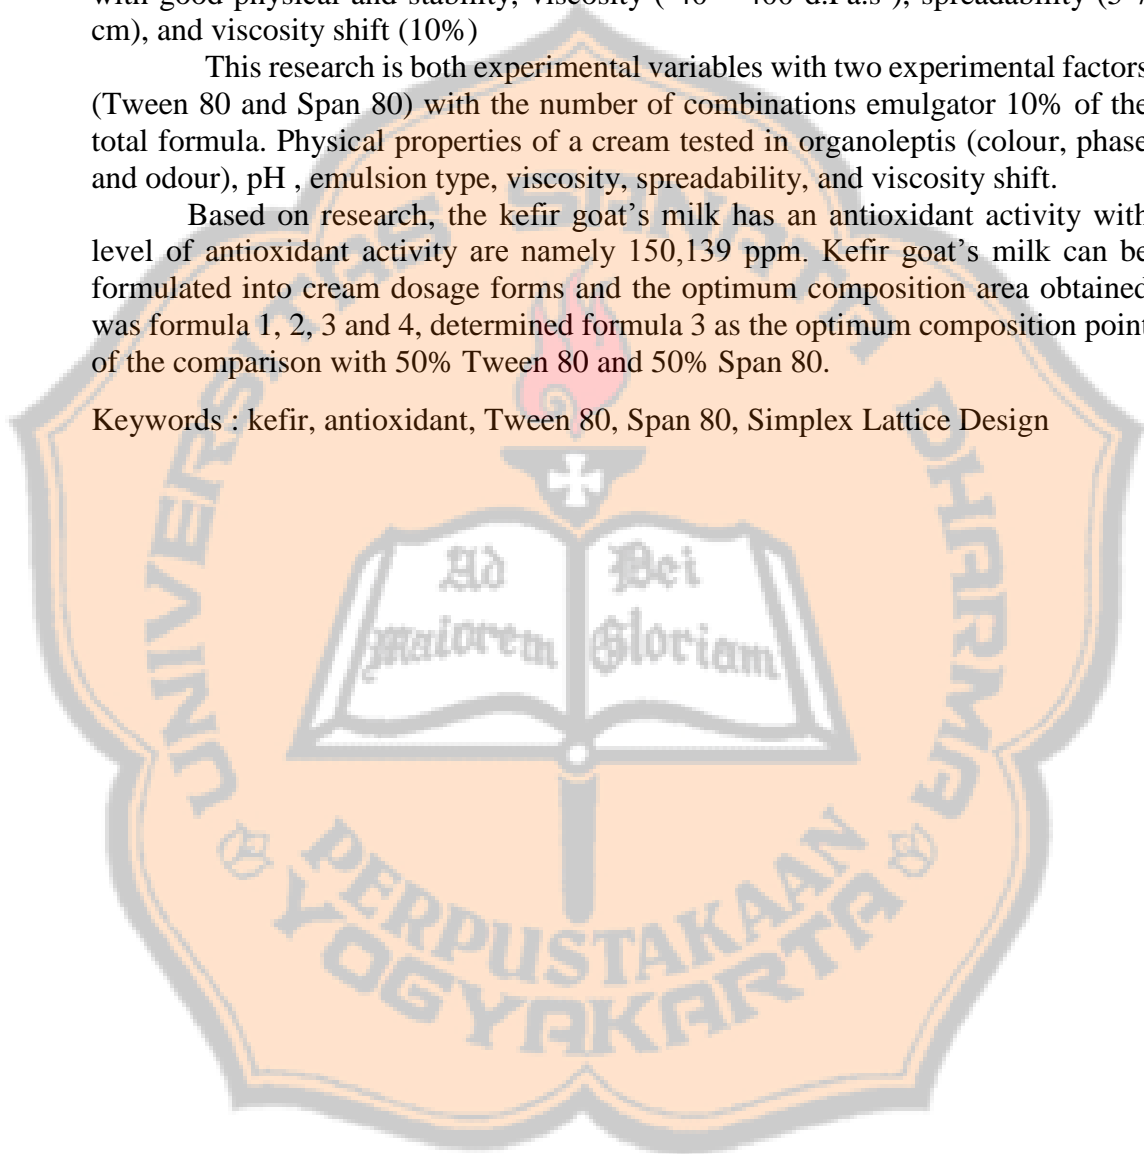 cm), and viscosity shift (10%)
This research is both experimental variables with two experimental factors
(Tween 80 and Span 80) with the number of combinations emulgator 10% of the
total formula. Physical properties of a cream tested in organoleptis (colour, phase
and odour), pH , emulsion type, viscosity, spreadability, and viscosity shift.
Based on research, the kefir goat’s milk has an antioxidant activity with
level of antioxidant activity are namely 150,139 ppm. Kefir goat’s milk can be
formulated into cream dosage forms and the optimum composition area obtained
was formula 1, 2, 3 and 4, determined formula 3 as the optimum composition point
of the comparison with 50% Tween 80 and 50% Span 80.
Keywords : kefir, antioxidant, Tween 80, Span 80, Simplex Lattice Design
UNIVERSITAS SANATA DHARMA
Ad Dei
maiorem Gloriam
PERPUSTAKAAN
YOGYAKARTA